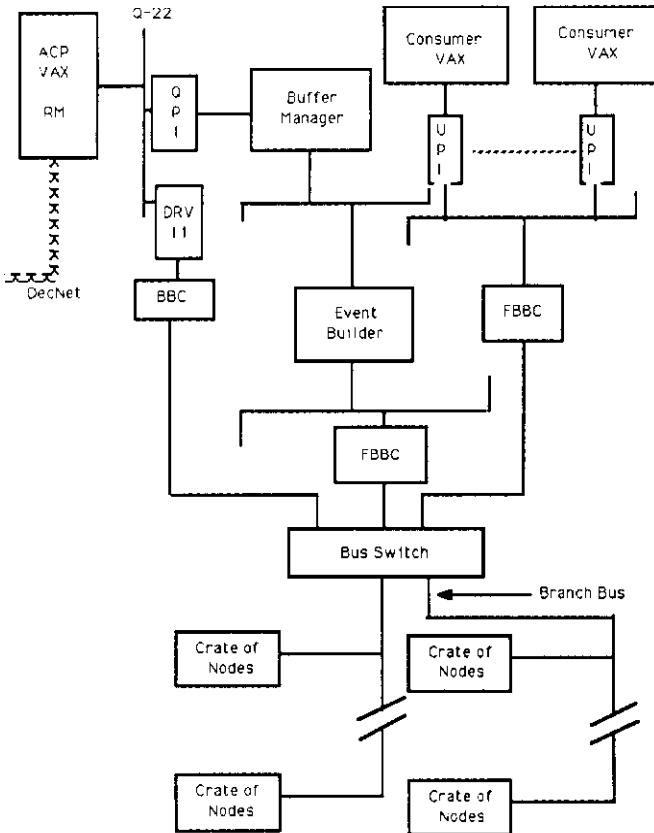 Q-22
ACP
VAX
RM
Q
P
I
Buffer
Manager
Consumer
VAX
Consumer
VAX
U
P
I
U
P
I
DRV
11
DecNet
BBC
Event
Builder
FBBC
FBBC
Bus Switch
Branch Bus
Crate of
Nodes
Crate of
Nodes
Crate of
Nodes
Crate of
Nodes